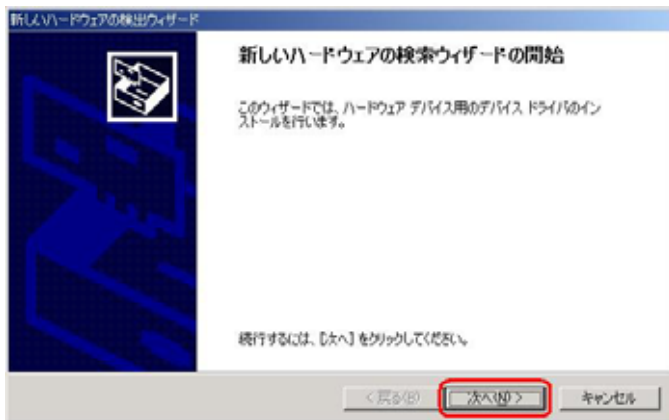 新しいハードウェアの検出ウィザード
新しいハードウェアの検索ウィザードの開始
このウィザードでは、ハードウェア デバイス用のデバイス ドライバのイン
ストールを行います。
続行するには、[次へ] をクリックしてください。
< 戻る(B)
次へ(N) >
キャンセル